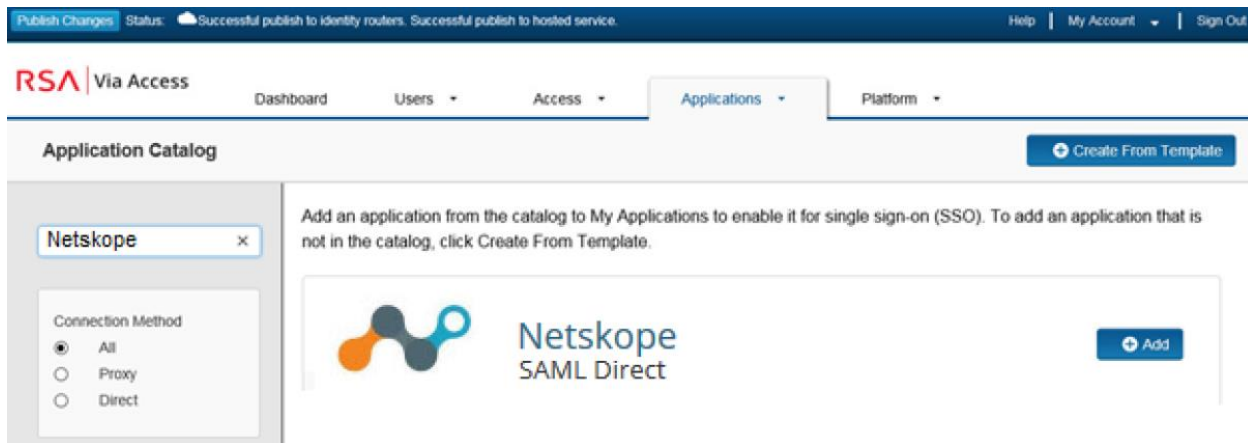 Publish Changes Status: Successful publish to identity routers. Successful publish to hosted service. Help | My Account | Sign Out
RSA Via Access
Dashboard Users Access Applications Platform
Application Catalog
Create From Template
Netskope ×
Add an application from the catalog to My Applications to enable it for single sign-on (SSO). To add an application that is
not in the catalog, click Create From Template.
Connection Method
All
Proxy
Direct
Netskope
SAML Direct
Add